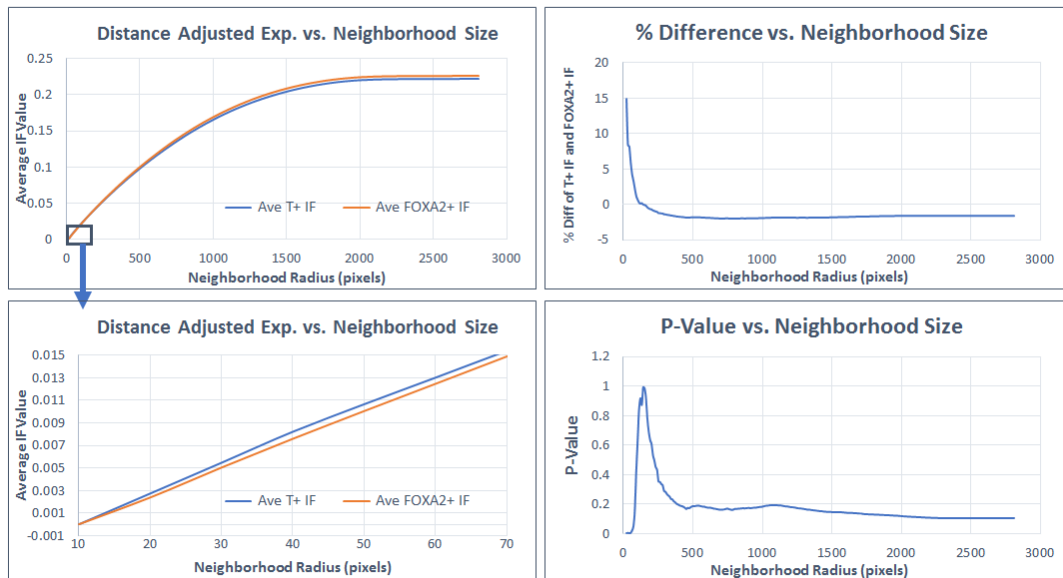 Distance Adjusted Exp. vs. Neighborhood Size
Average IF Value
0.25
0.2
0.15
0.1
0.05
0
0 500 1000 1500 2000 2500 3000
Ave T+ IF Ave FOXA2+ IF
Neighborhood Radius (pixels)
% Difference vs. Neighborhood Size
% Diff of T+ IF and FOXA2+ IF
20
15
10
5
0
-5
0 500 1000 1500 2000 2500 3000
Neighborhood Radius (pixels)
Distance Adjusted Exp. vs. Neighborhood Size
Average IF Value
0.015
0.013
0.011
0.009
0.007
0.005
0.003
0.001
-0.001
10 20 30 40 50 60 70
Ave T+ IF Ave FOXA2+ IF
Neighborhood Radius (pixels)
P-Value vs. Neighborhood Size
P-Value
1.2
1
0.8
0.6
0.4
0.2
0
0 500 1000 1500 2000 2500 3000
Neighborhood Radius (pixels)